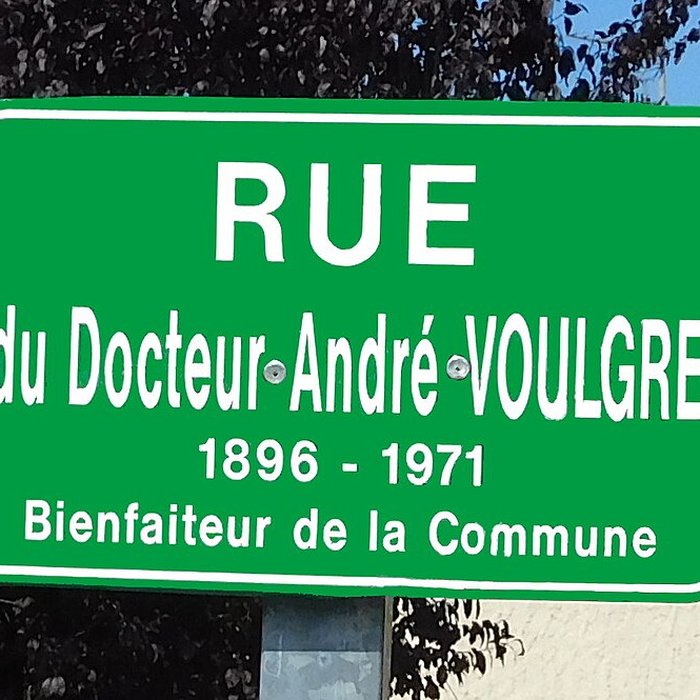 RUE
du Docteur André VOULGRE
1896 - 1971
Bienfaiteur de la Commune